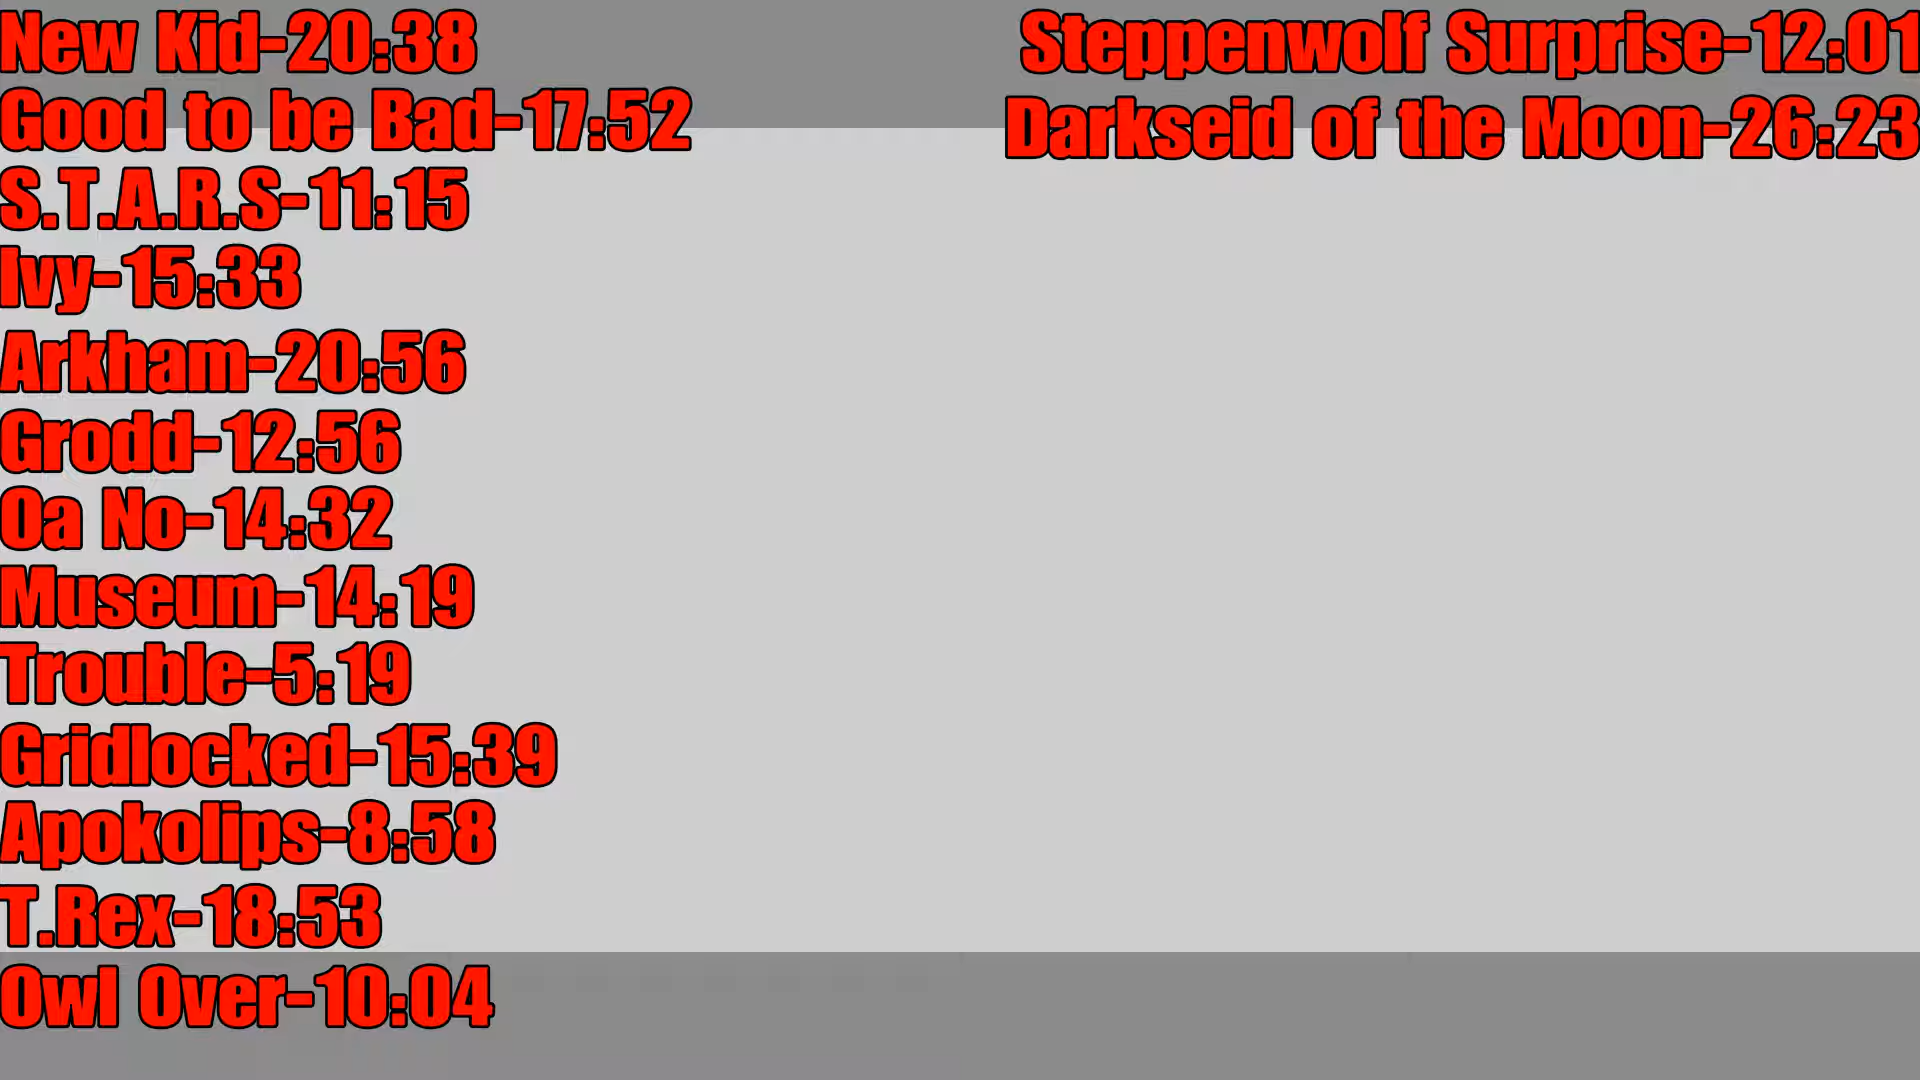 New Kid-20:38
Good to be Bad-17:52
S.T.A.R.S-11:15
Ivy-15:33
Arkham-20:56
Grodd-12:56
Oa No-14:32
Museum-14:19
Trouble-5:19
Gridlocked-15:39
Apokolips-8:58
T.Rex-18:53
Owl Over-10:04
Steppenwolf Surprise-12:01
Darkseid of the Moon-26:23